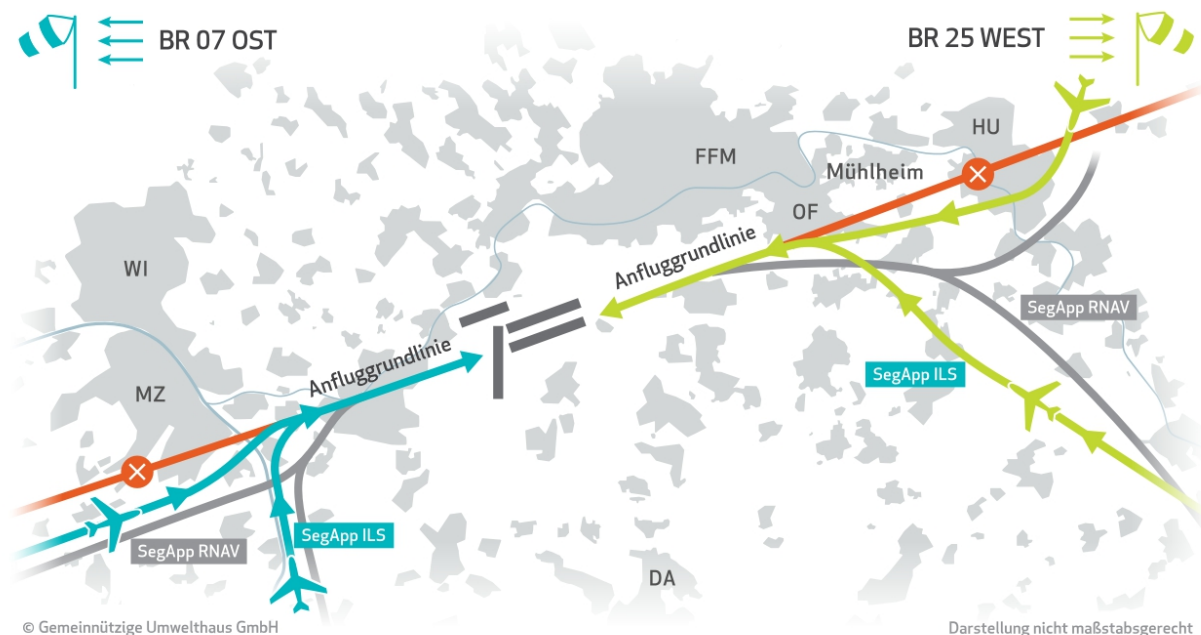 BR 07 OST
BR 25 WEST
HU
FFM
Mühlheim
OF
Anfluggrundlinie
WI
SegApp RNAV
Anfluggrundlinie
SegApp ILS
MZ
SegApp ILS
SegApp RNAV
DA
© Gemeinnützige Umwelthaus GmbH
Darstellung nicht maßstabsgerecht